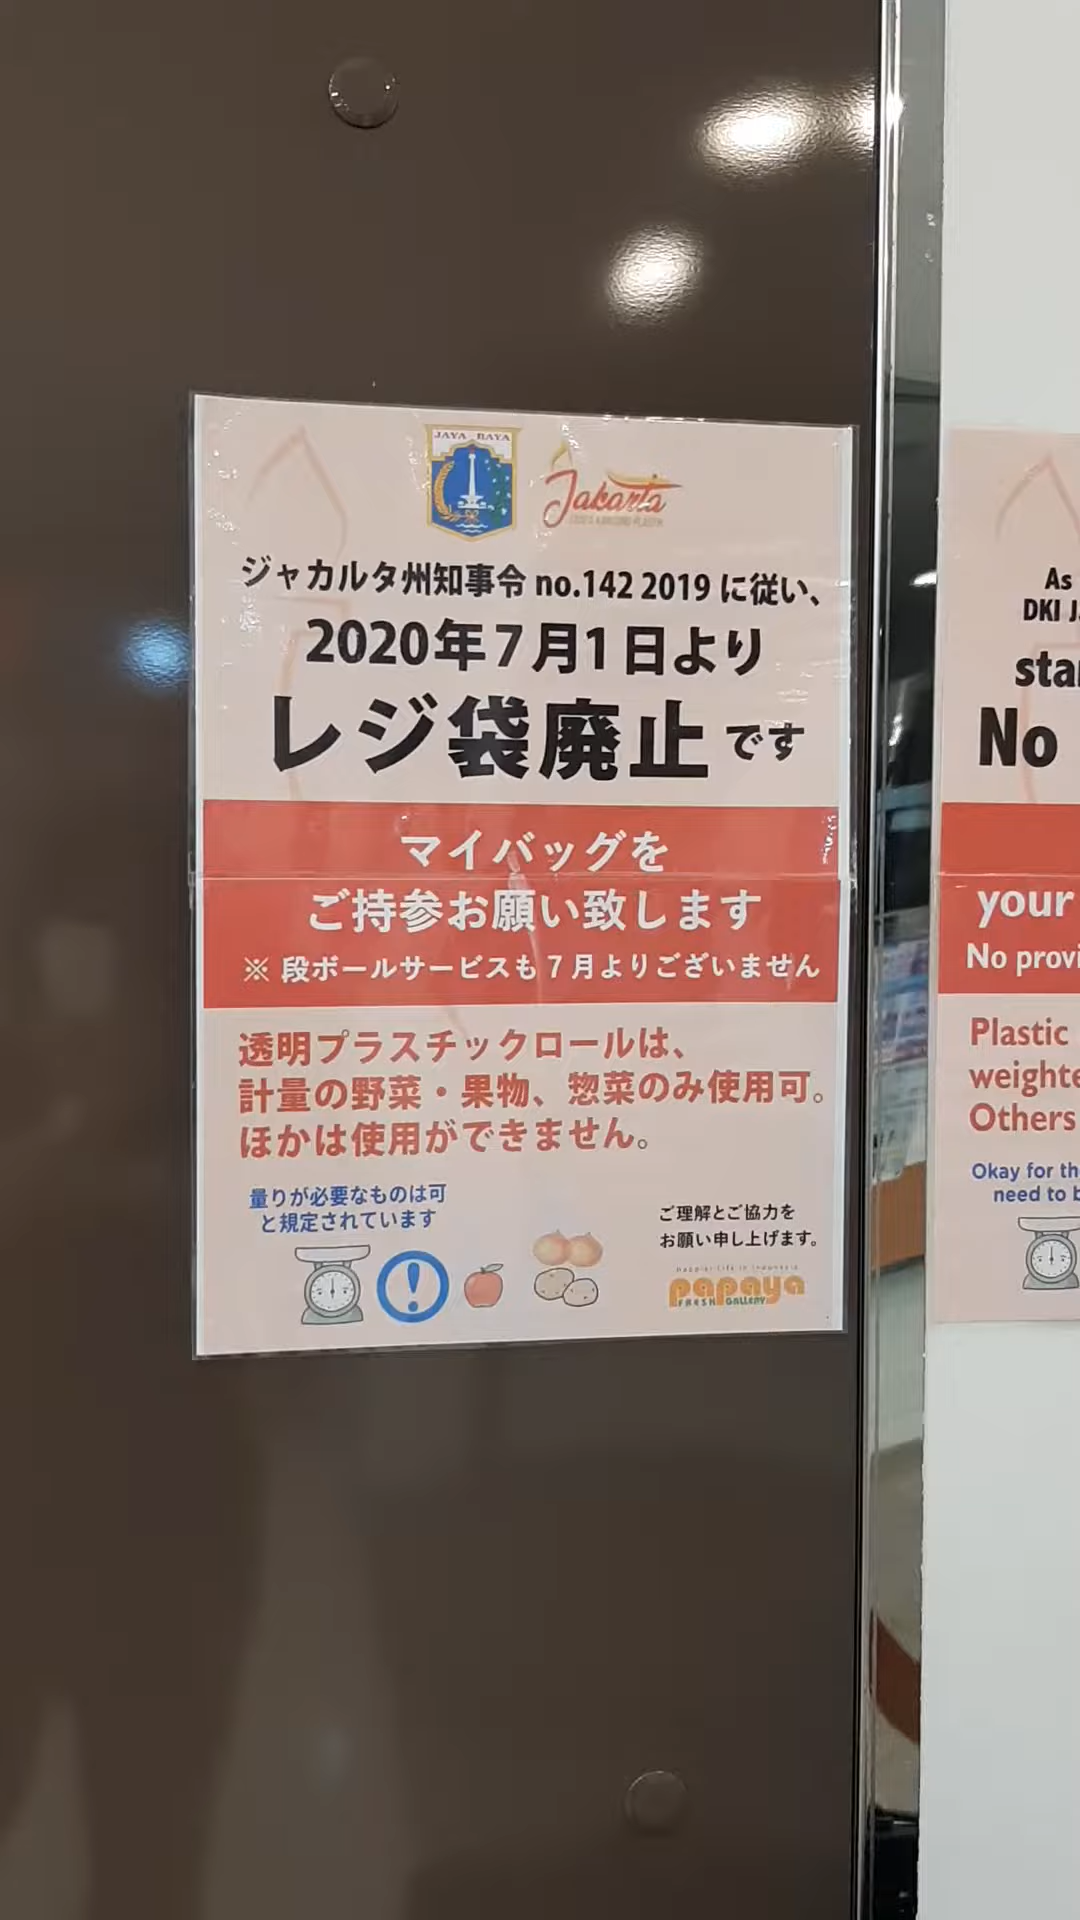 JAYA RAYA
Jakarta
ジャカルタ州知事令 no.142 2019 に従い、
2020年7月1日より
レジ袋廃止です
マイバッグを
ご持参お願い致します
※ 段ボールサービスも7月よりございません
透明プラスチックロールは、
計量の野菜・果物、惣菜のみ使用可。
ほかは使用ができません。
量りが必要なものは可
と規定されています
ご理解とご協力を
お願い申し上げます。
happier life in Indonesia
papaya
FRESH GALLERY
As
DKI J
star
No
your
No provi
Plastic
weighte
Others
Okay for th
need to b